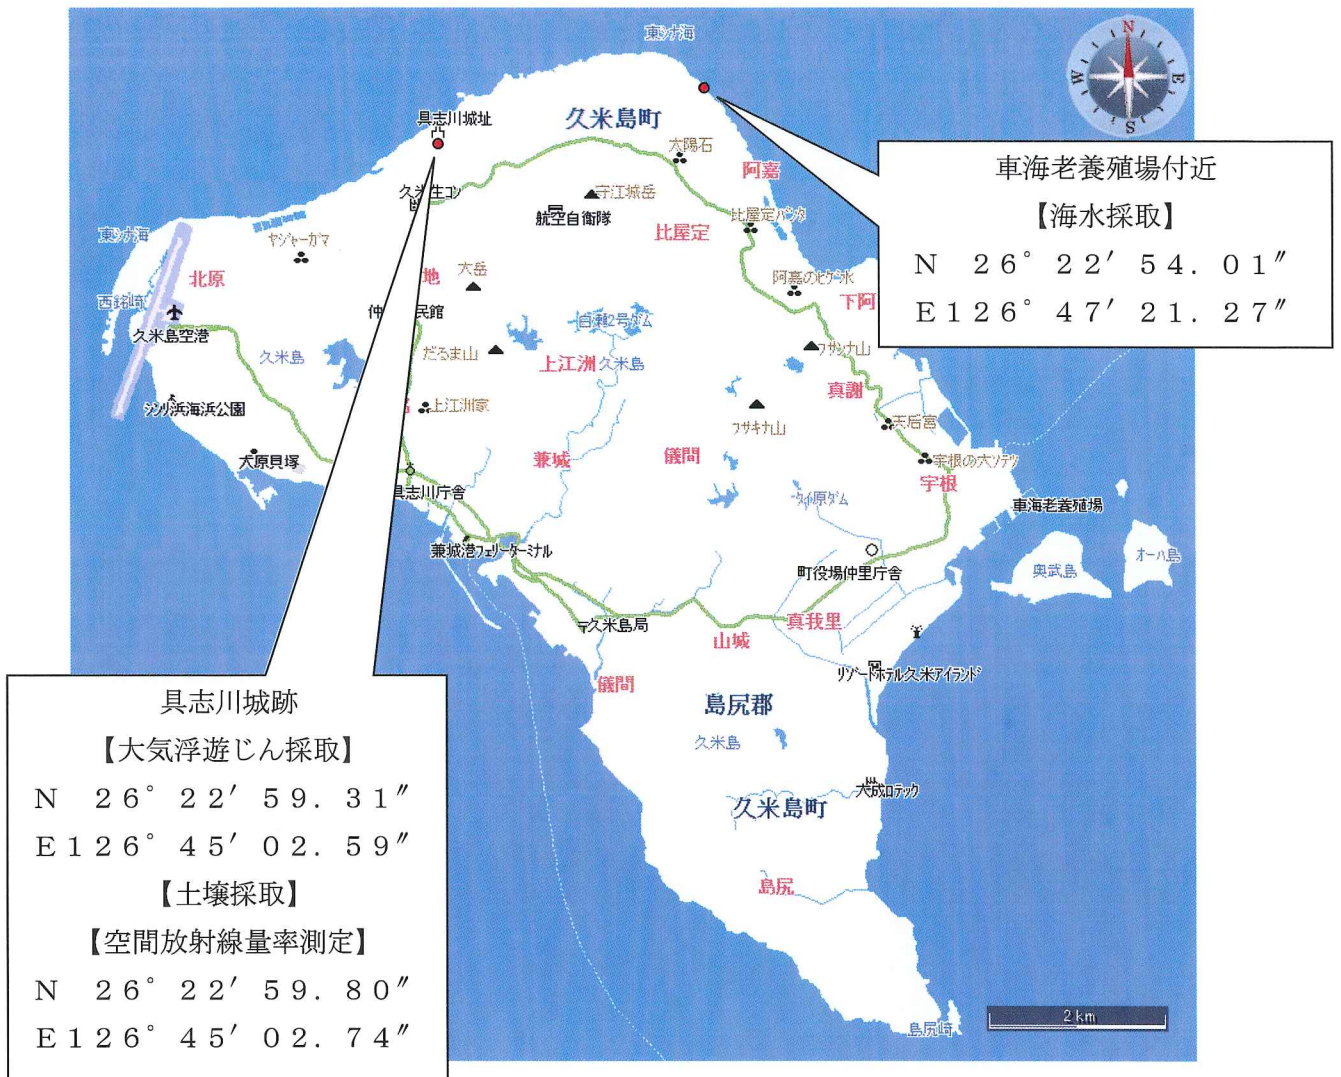 東シナ海
N
W
E
S
具志川城址
久米島町
太陽石
阿嘉
車海老養殖場付近
【海水採取】
N 26° 22′ 54.01″
E126° 47′ 21.27″
久米生コン
宇江城岳
航空自衛隊
比屋定バンタ
比屋定
東シナ海
ヤジャーガマ
北原
地
大岳
阿嘉のヒゲ水
下阿
西銘崎
久米島空港
仲
民館
白瀬2号ダム
久米島
だるま山
上江洲
久米島
フサシナ山
真謝
シンリ浜海浜公園
上江洲家
フサキナ山
天后宮
大原貝塚
兼城
儀間
宇根の大ソテツ
宇根
具志川庁舎
タイ原ダム
車海老養殖場
兼城港フェリーターミナル
町役場仲里庁舎
奥武島
オーハ島
〒久米島局
山城
真我里
儀間
リゾートホテル久米アイランド
島尻郡
久米島
大成ロテック
久米島町
島尻
島尻崎
2km
具志川城跡
【大気浮遊じん採取】
N 26° 22′ 59.31″
E126° 45′ 02.59″
【土壌採取】
【空間放射線量率測定】
N 26° 22′ 59.80″
E126° 45′ 02.74″